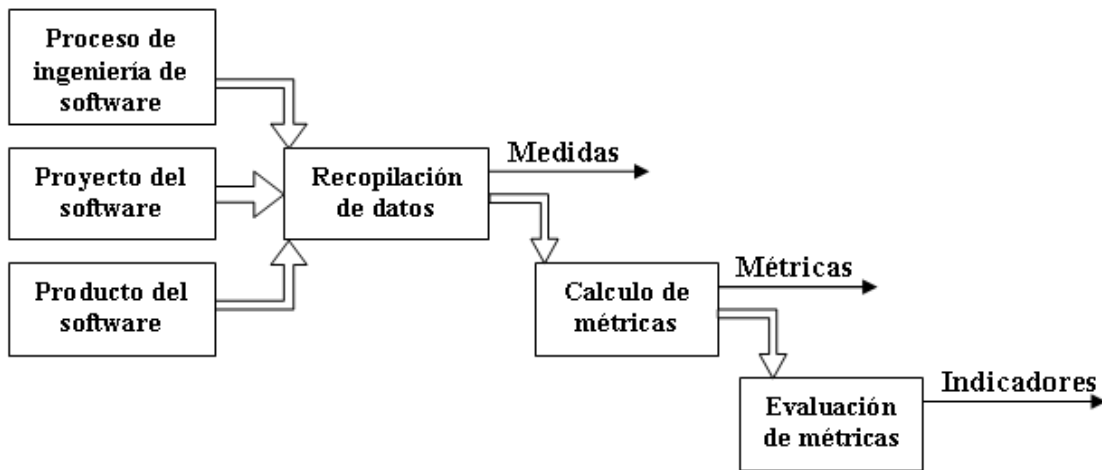 Proceso de
ingeniería de
software
Proyecto del
software
Producto del
software
Recopilación
de datos
Medidas
Calculo de
métricas
Métricas
Evaluación
de métricas
Indicadores